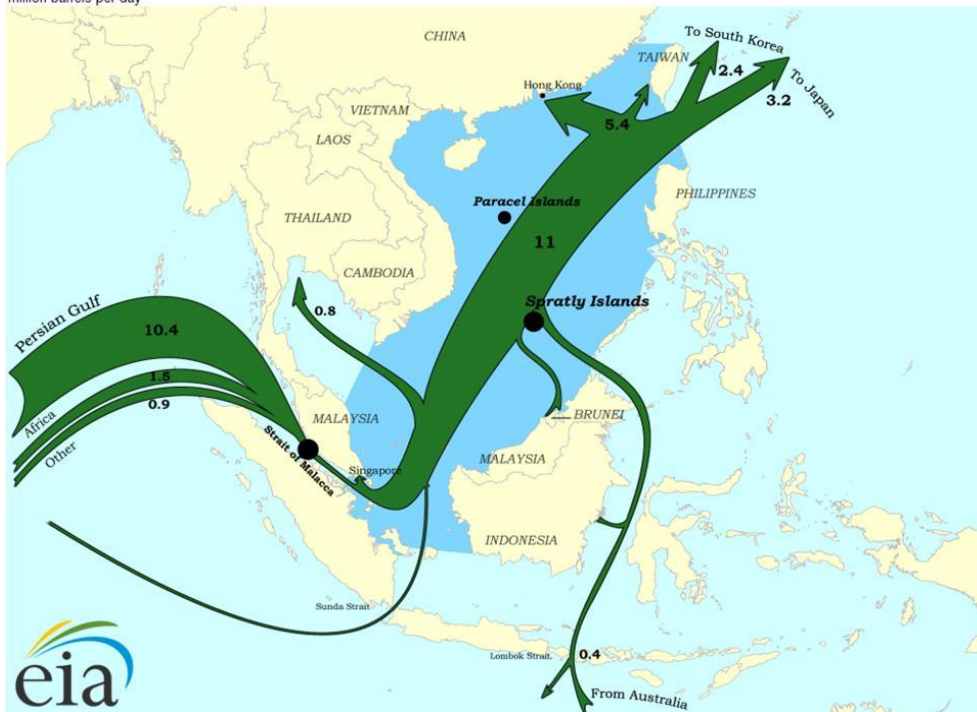 million barrels per day
CHINA
To South Korea
TAIWAN
2.4
To Japan
Hong Kong
3.2
VIETNAM
5.4
LAOS
PHILIPPINES
Paracel islands
THAILAND
11
CAMBODIA
Spratly Islands
Persian Gulf
0.8
10.4
1.5
0.9
Africa
MALAYSIA
BRUNEI
Other
Strait of Malacca
MALAYSIA
Singapore
INDONESIA
Sunda Strait
Lombok Strait.
0.4
eia
From Australia